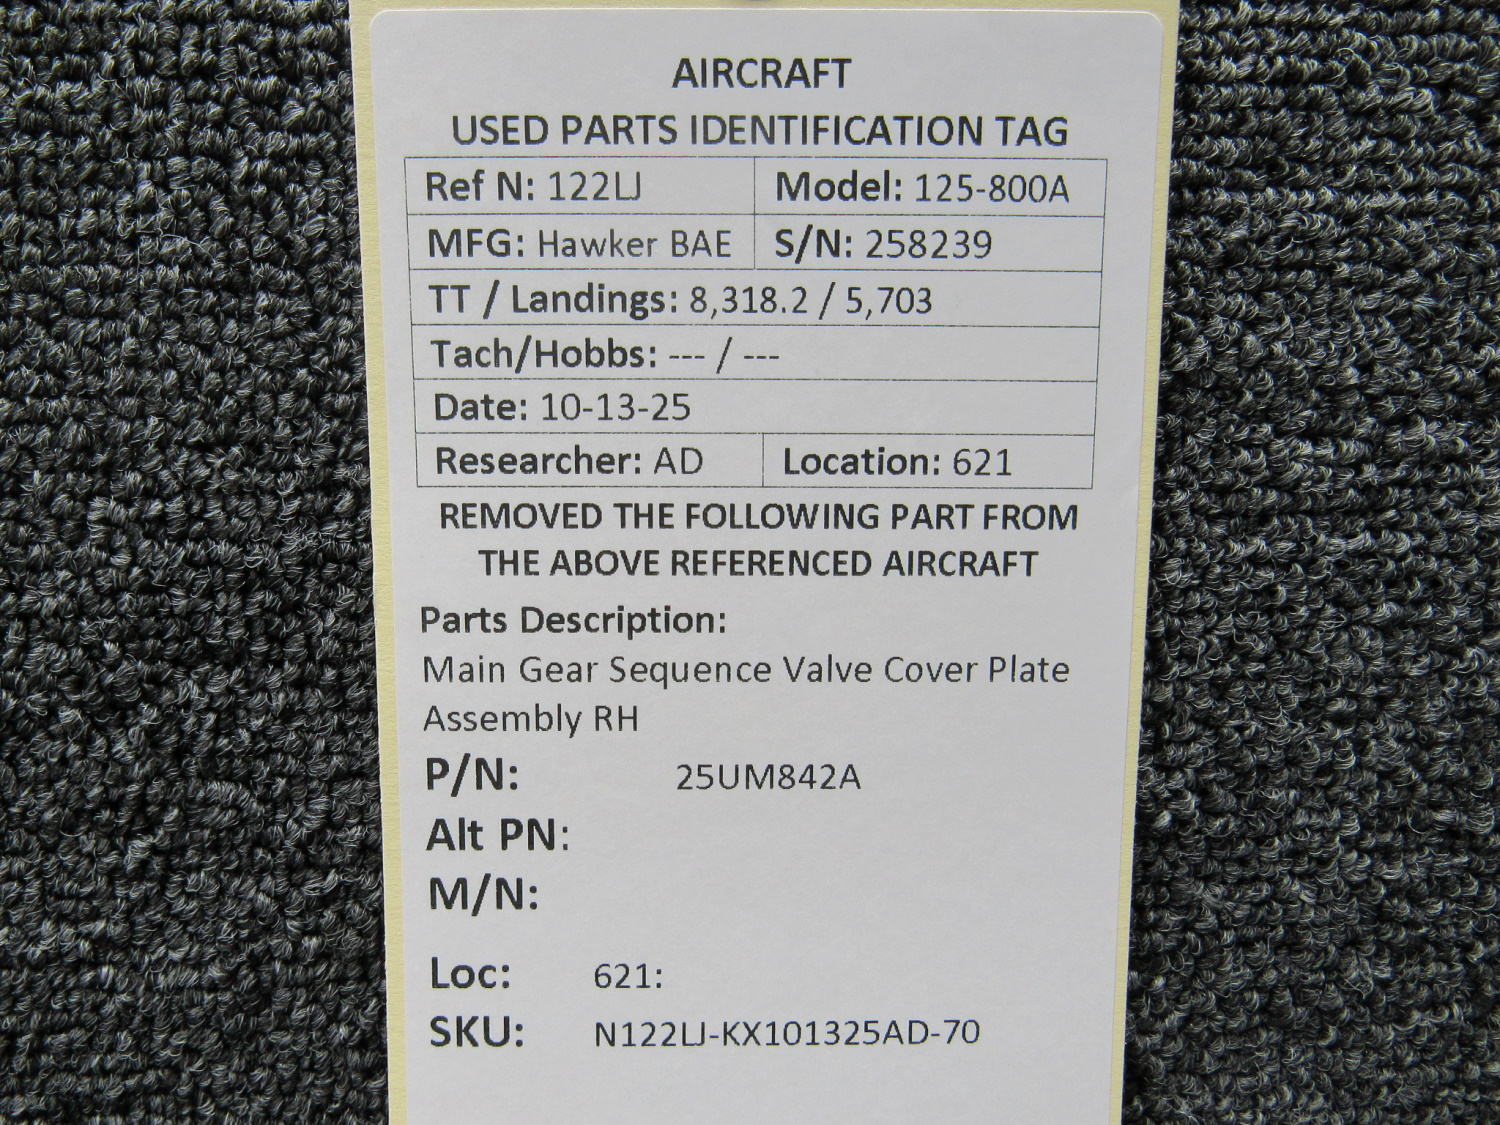 AIRCRAFT
USED PARTS IDENTIFICATION TAG
Ref N: 122LJ Model: 125-800A
MFG: Hawker BAE S/N: 258239
TT / Landings: 8,318.2 / 5,703
Tach/Hobbs: --- / ---
Date: 10-13-25
Researcher: AD Location: 621
REMOVED THE FOLLOWING PART FROM
THE ABOVE REFERENCED AIRCRAFT
Parts Description:
Main Gear Sequence Valve Cover Plate
Assembly RH
P/N: 25UM842A
Alt PN:
M/N:
Loc: 621:
SKU: N122LJ-KX101325AD-70